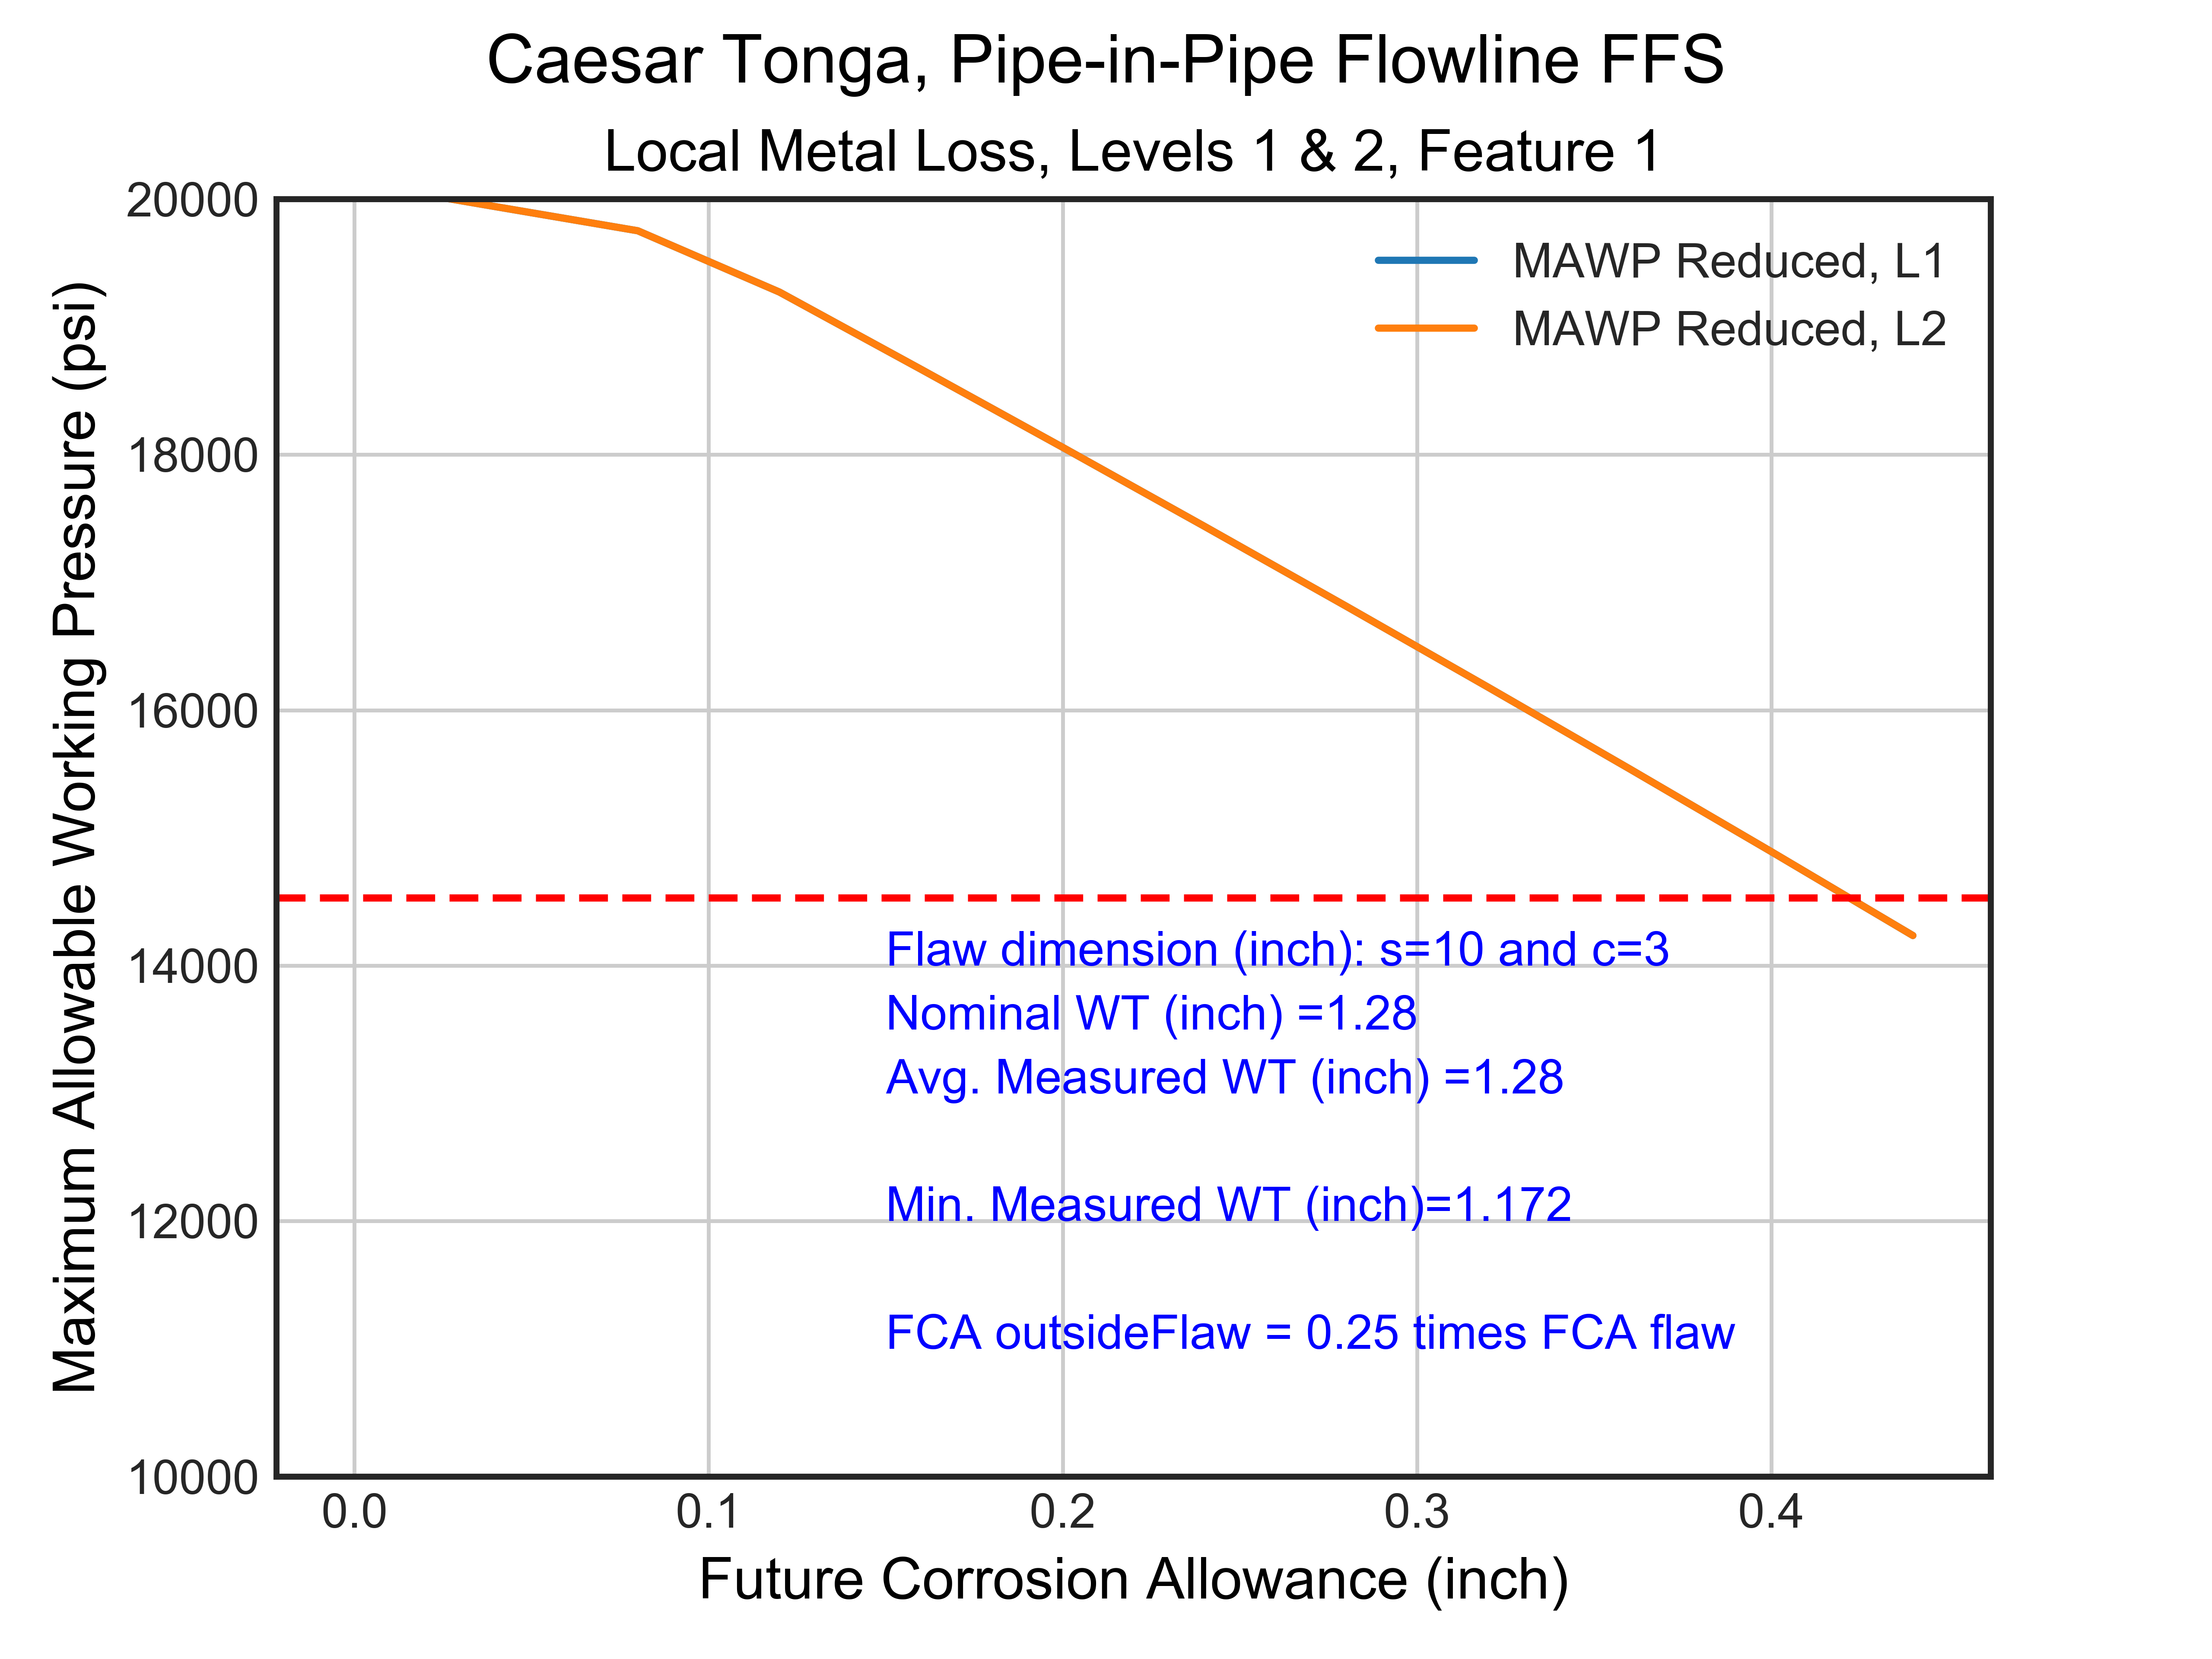 Caesar Tonga, Pipe-in-Pipe Flowline FFS
Local Metal Loss, Levels 1 & 2, Feature 1
Maximum Allowable Working Pressure (psi)
20000
18000
16000
14000
12000
10000
MAWP Reduced, L1
MAWP Reduced, L2
Flaw dimension (inch): s=10 and c=3
Nominal WT (inch) =1.28
Avg. Measured WT (inch) =1.28
Min. Measured WT (inch)=1.172
FCA outsideFlaw = 0.25 times FCA flaw
0.0 0.1 0.2 0.3 0.4
Future Corrosion Allowance (inch)